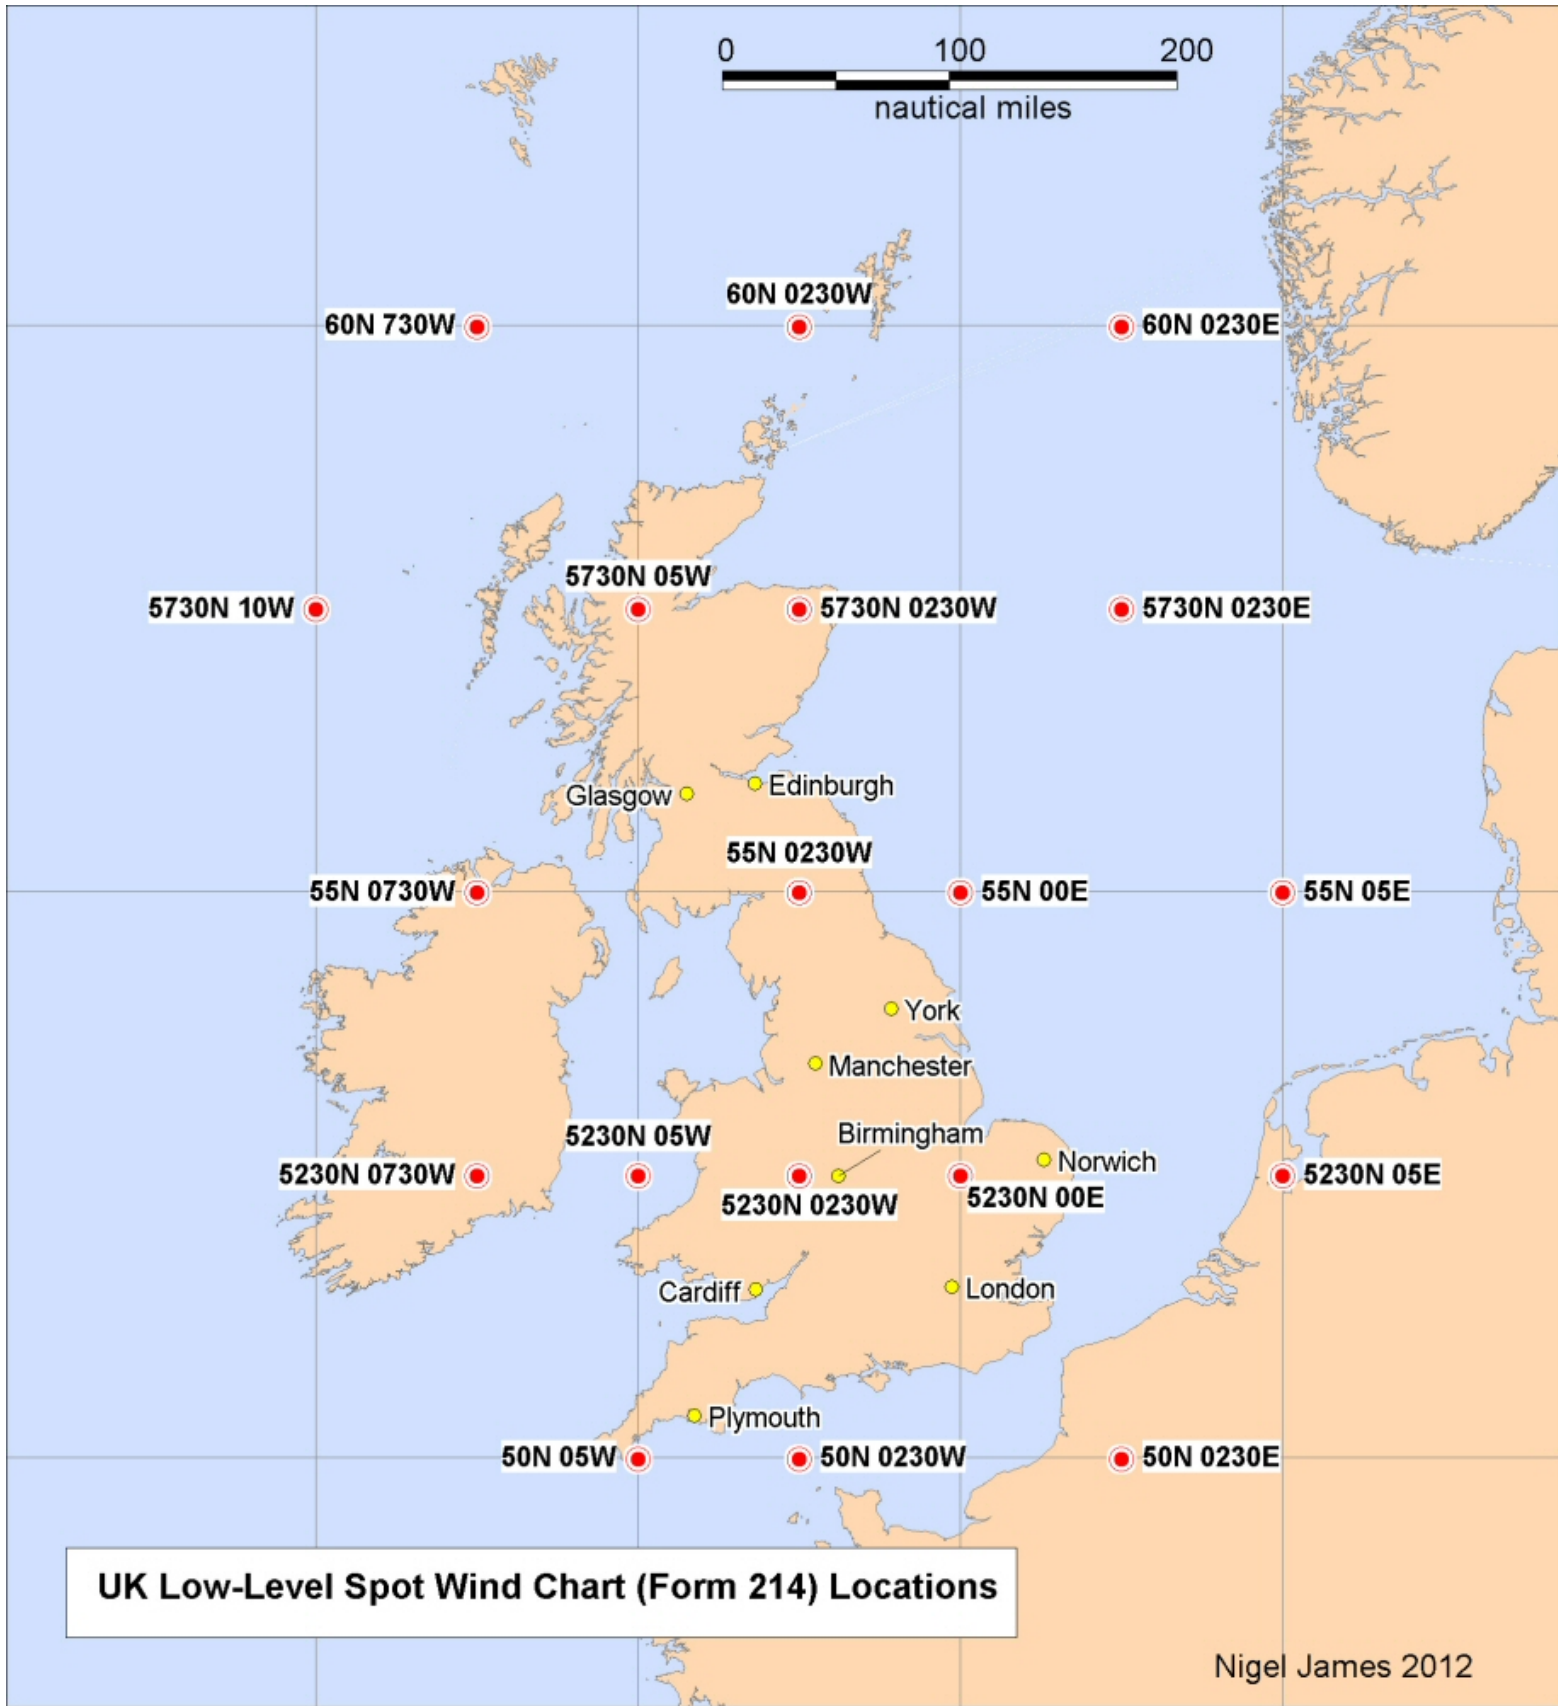 0 100 200
nautical miles
60N 0230W
60N 730W
60N 0230E
5730N 05W
5730N 10W
5730N 0230W
5730N 0230E
Edinburgh
Glasgow
55N 0230W
55N 0730W
55N 00E
55N 05E
York
Manchester
Birmingham
5230N 05W
Norwich
5230N 0730W
5230N 05E
5230N 00E
5230N 0230W
Cardiff
London
Plymouth
50N 05W
50N 0230W
50N 0230E
UK Low-Level Spot Wind Chart (Form 214) Locations
Nigel James 2012